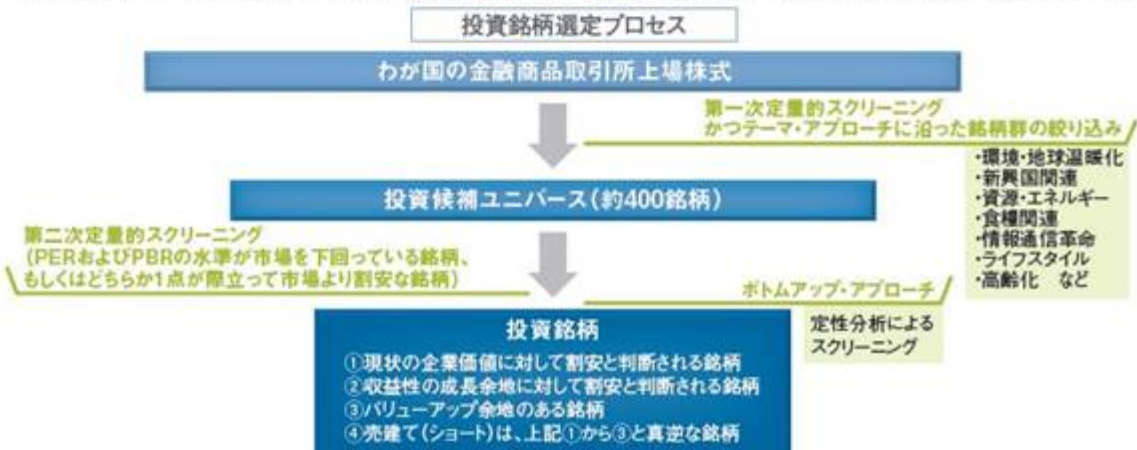 投資銘柄選定プロセス
わが国の金融商品取引所上場株式
第一次定量的スクリーニング
かつテーマ・アプローチに沿った銘柄群の絞り込み
・環境・地球温暖化
・新興国関連
・資源・エネルギー
・食糧関連
・情報通信革命
・ライフスタイル
・高齢化 など
投資候補ユニバース(約400銘柄)
第二次定量的スクリーニング
(PERおよびPBRの水準が市場を下回っている銘柄、
もしくはどちらか1点が際立って市場より割安な銘柄)
ボトムアップ・アプローチ
定性分析による
スクリーニング
投資銘柄
①現状の企業価値に対して割安と判断される銘柄
②収益性の成長余地に対して割安と判断される銘柄
③バリューアップ余地のある銘柄
④売建て(ショート)は、上記①から③と真逆な銘柄